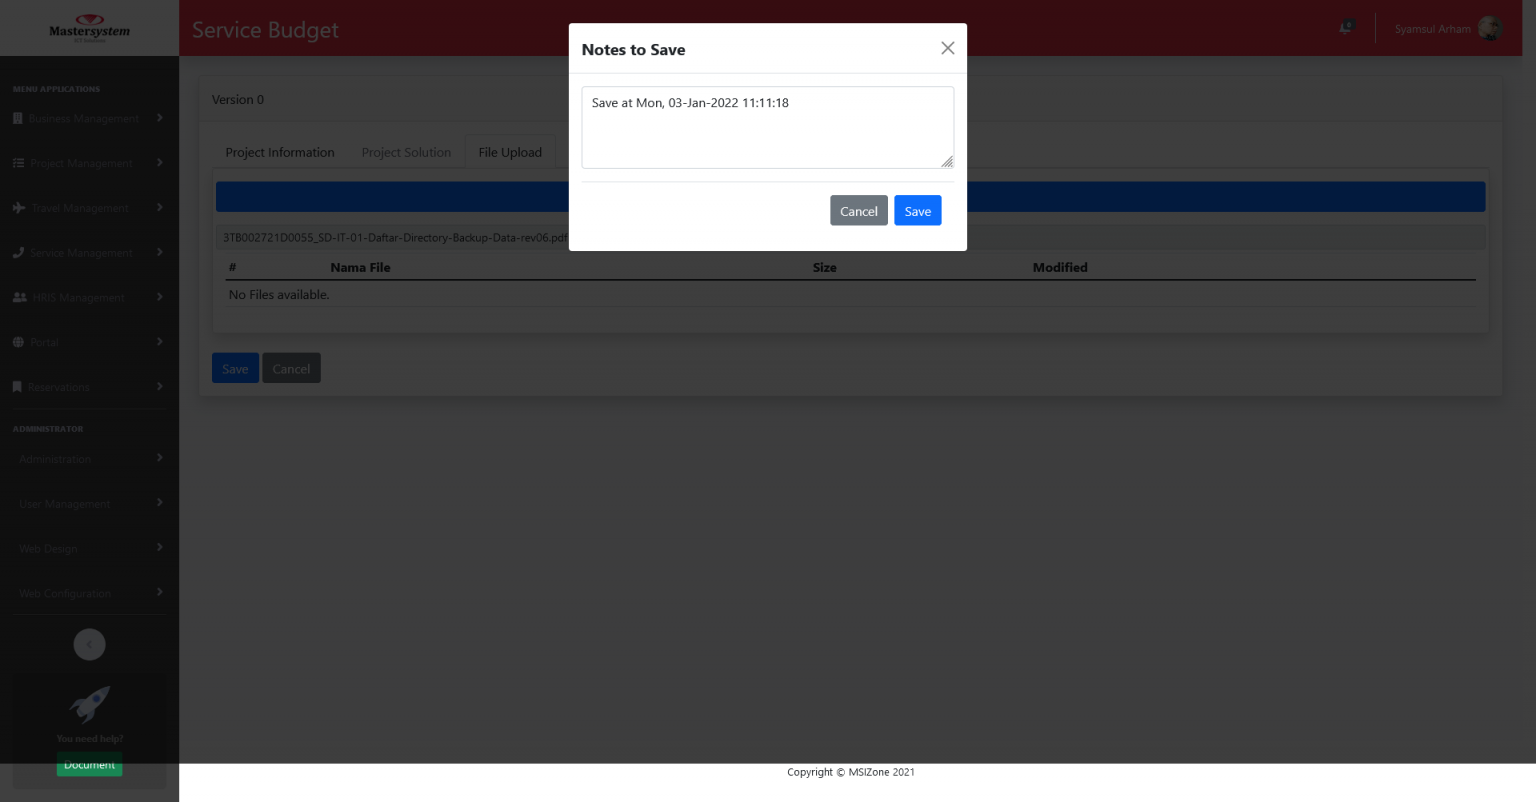 Mastersystem
Service Budget
Syamsul Arham
Notes to Save
Save at Mon, 03-Jan-2022 11:11:18
Cancel
Save
MENU APPLICATIONS
Business Management
Project Management
Travel Management
Service Management
HRIS Management
Portal
Reservations
ADMINISTRATOR
Administration
User Management
Web Design
Web Configuration
You need help?
Document
Version 0
Project Information
Project Solution
File Upload
3TB002721D0055_SD-IT-01-Daftar-Directory-Backup-Data-rev06.pdf
# Nama File Size Modified
No Files available.
Save
Cancel
Copyright © MSIZone 2021